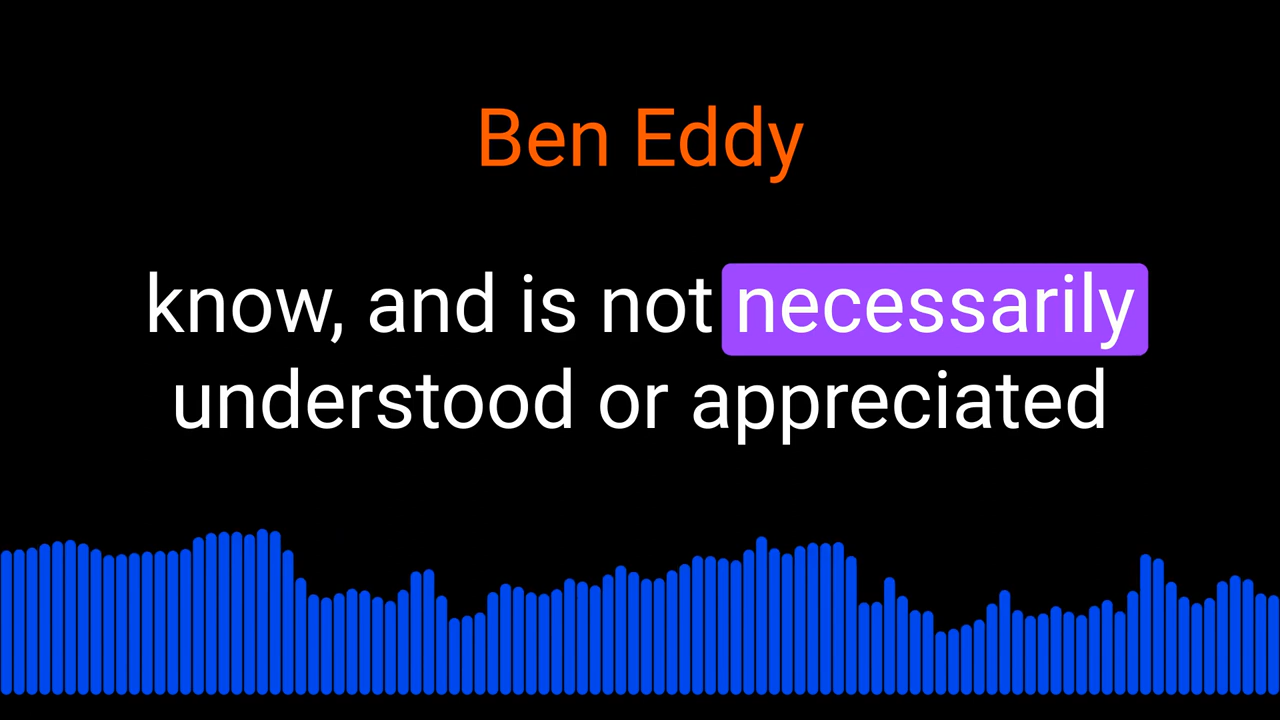 Ben Eddy
know, and is not necessarily
understood or appreciated